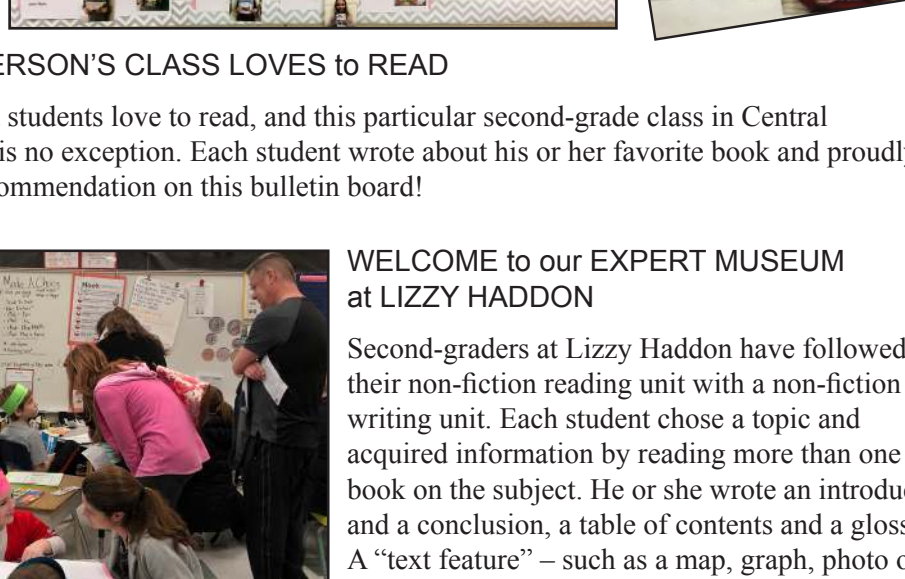 ERSON'S CLASS LOVES to READ
students love to read, and this particular second-grade class in Central
is no exception. Each student wrote about his or her favorite book and proudly
ommendation on this bulletin board!
WELCOME to our EXPERT MUSEUM
at LIZZY HADDON
Second-graders at Lizzy Haddon have followed
their non-fiction reading unit with a non-fiction
writing unit. Each student chose a topic and
acquired information by reading more than one
book on the subject. He or she wrote an introduc
and a conclusion, a table of contents and a gloss
A “text feature” – such as a map, graph, photo o
Made A Choice